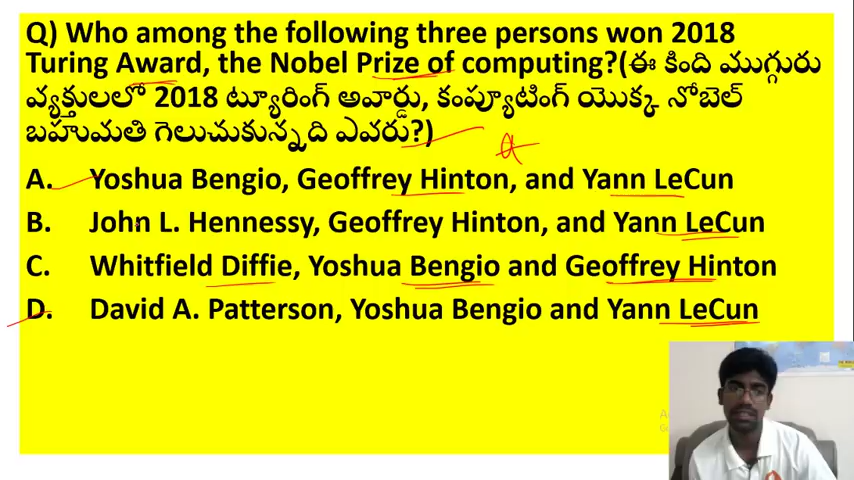 Q) Who among the following three persons won 2018
Turing Award, the Nobel Prize of computing?(ఈ కింది ముగ్గురు
వ్యక్తులలో 2018 ట్యూరింగ్ అవార్డు, కంప్యూటింగ్ యొక్క నోబెల్
బహుమతి గెలుచుకున్నది ఎవరు?)
a
A. Yoshua Bengio, Geoffrey Hinton, and Yann LeCun
B. John L. Hennessy, Geoffrey Hinton, and Yann LeCun
C. Whitfield Diffie, Yoshua Bengio and Geoffrey Hinton
D. David A. Patterson, Yoshua Bengio and Yann LeCun